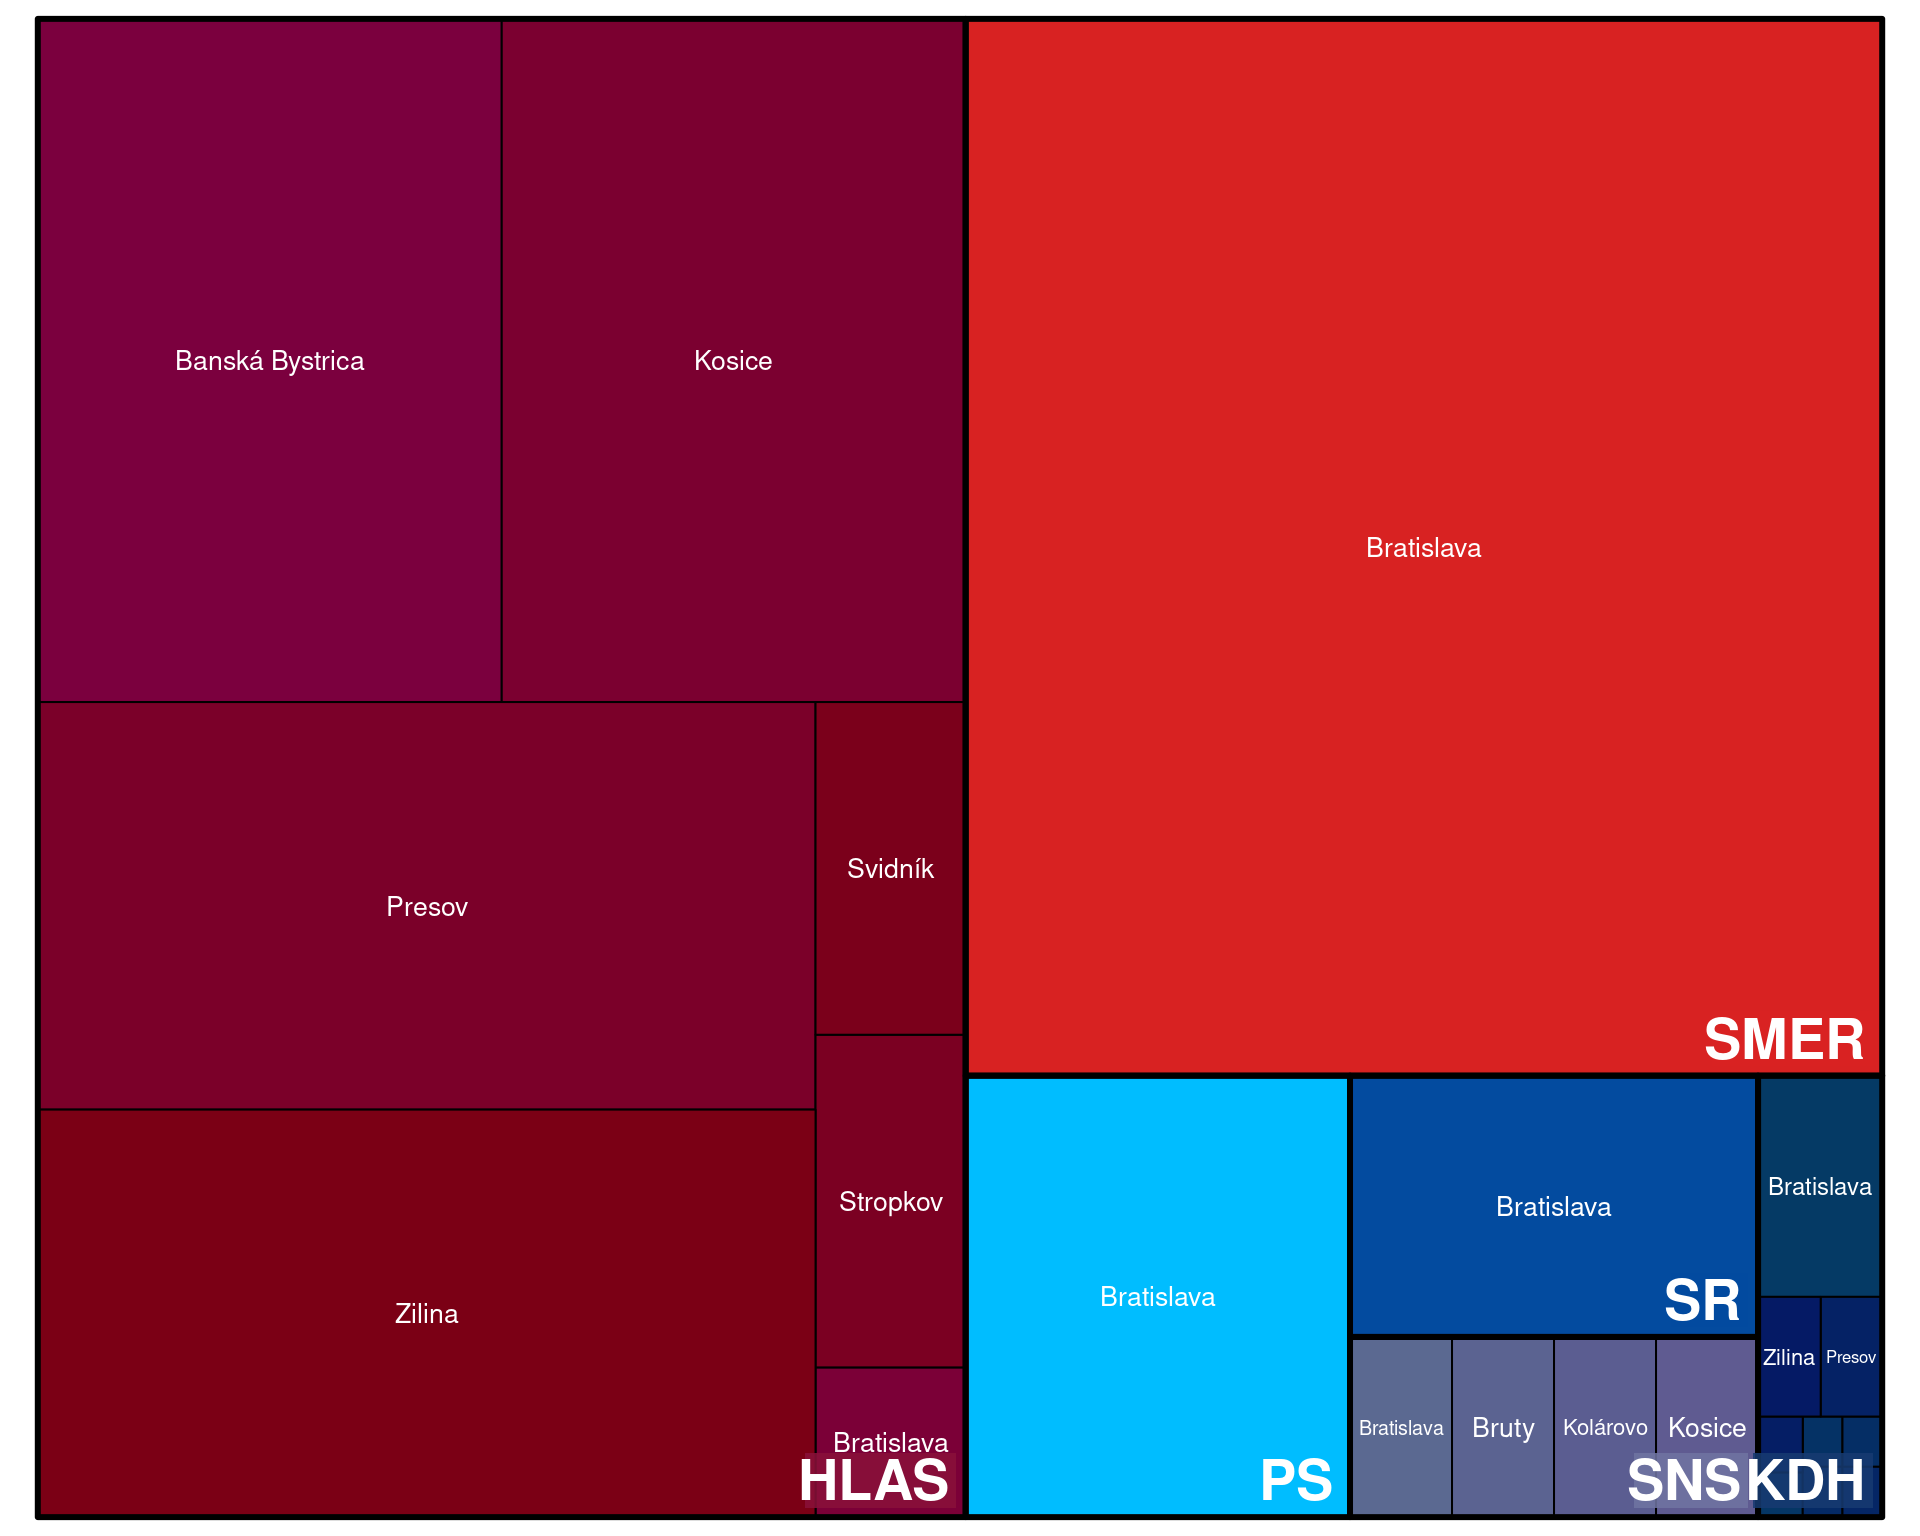 Banská Bystrica
Kosice
Presov
Svidník
Stropkov
Zilina
Bratislava
HLAS
Bratislava
SMER
Bratislava
PS
Bratislava
SR
Bratislava
Bruty
Kolárovo
Kosice
SNS
Bratislava
Zilina
Presov
KDH